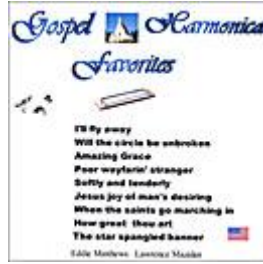 Gospel Harmonica
Favorites
I'll fly away
Will the circle be unbroken
Amazing Grace
Poor wayfarin' stranger
Softly and tenderly
Jesus joy of man's desiring
When the saints go marching in
How great thou art
The star spangled banner
Eddie Matthews Lawrence